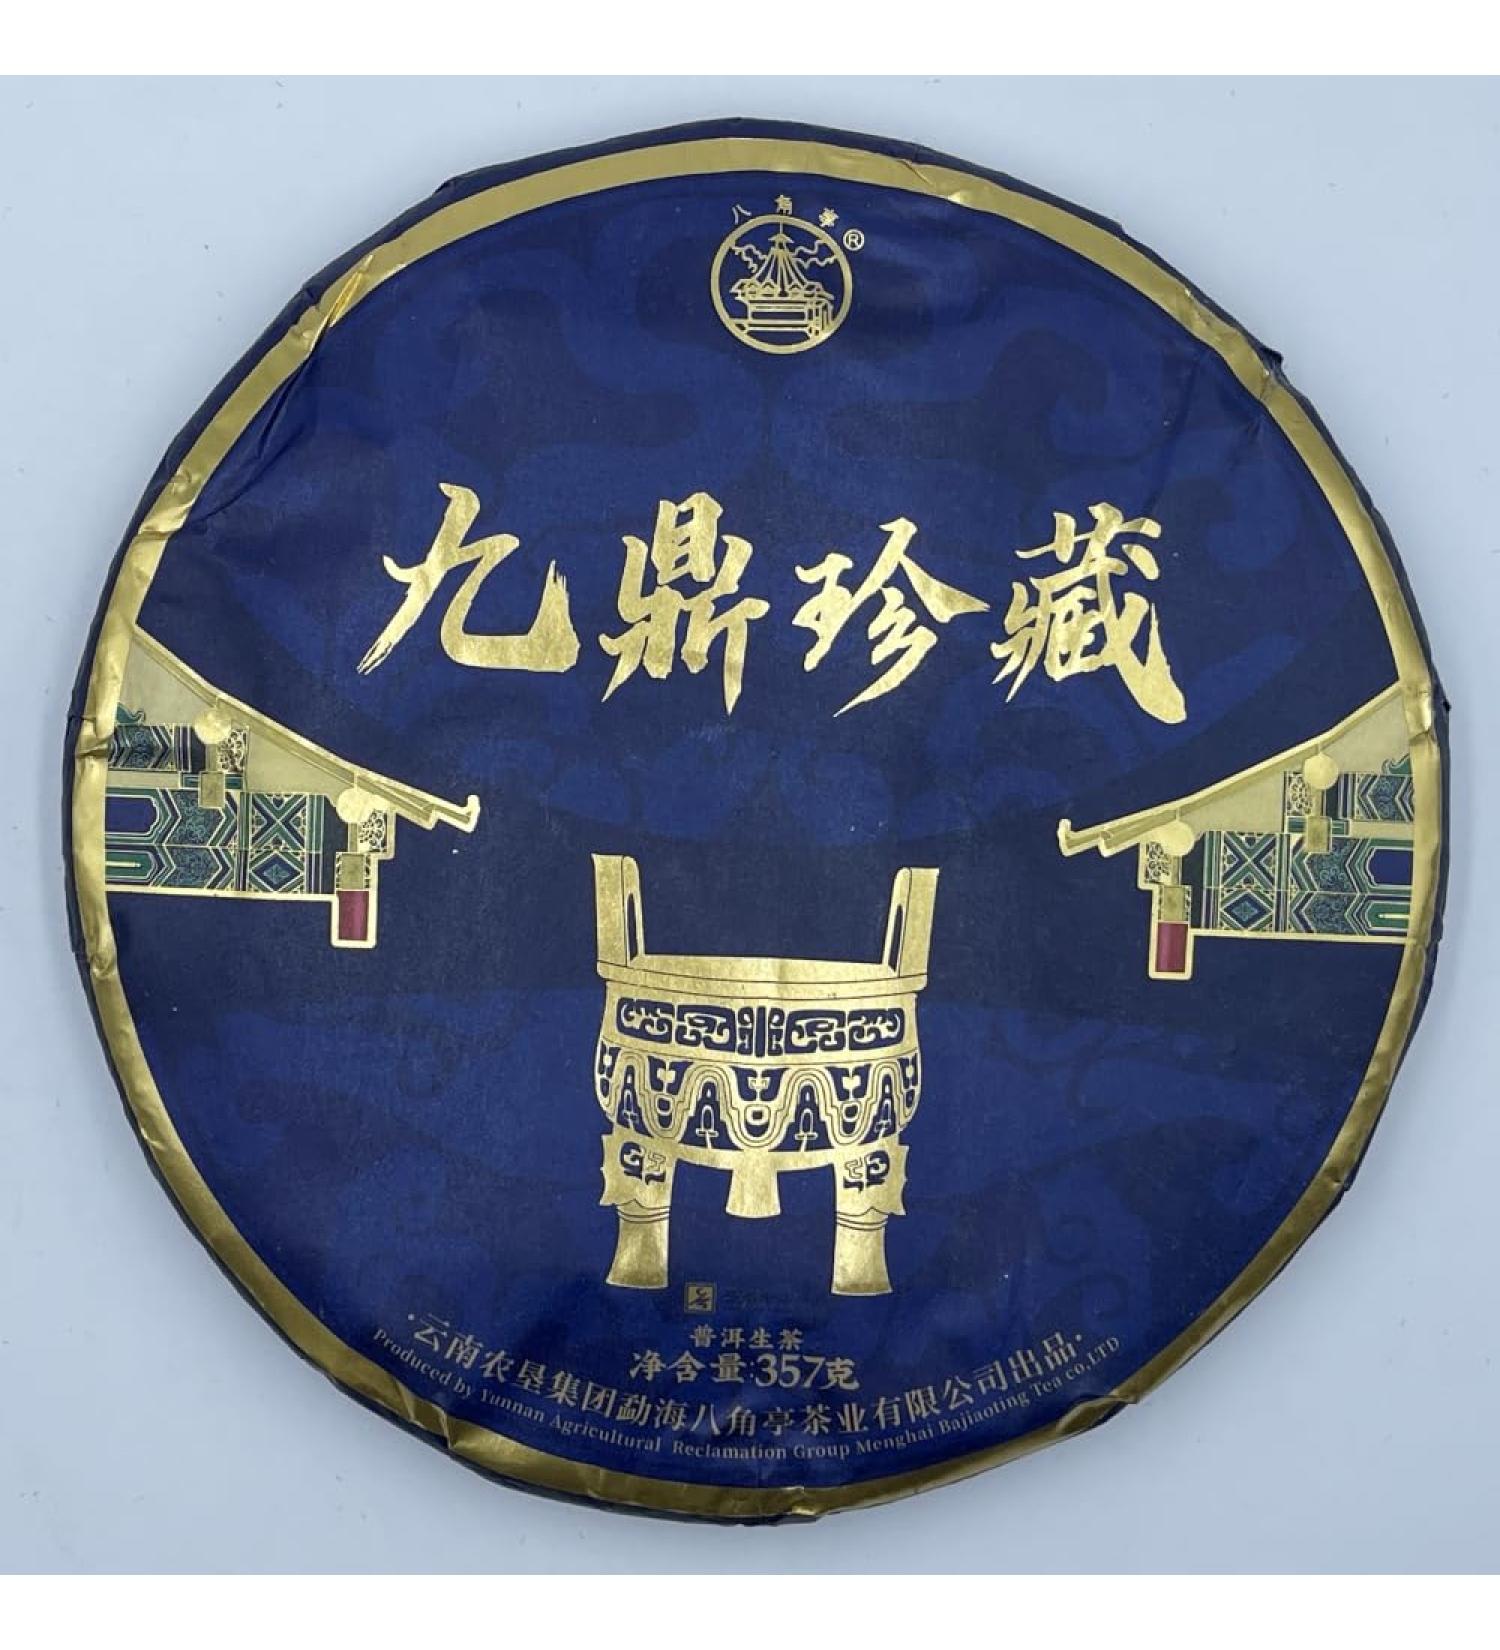 八角亭®
九鼎珍藏
普洱生茶
净含量:357克
·云南农垦集团勐海八角亭茶业有限公司出品·
Produced by Yunnan Agricultural Reclamation Group Menghai Bajiaoting Tea co,LTD